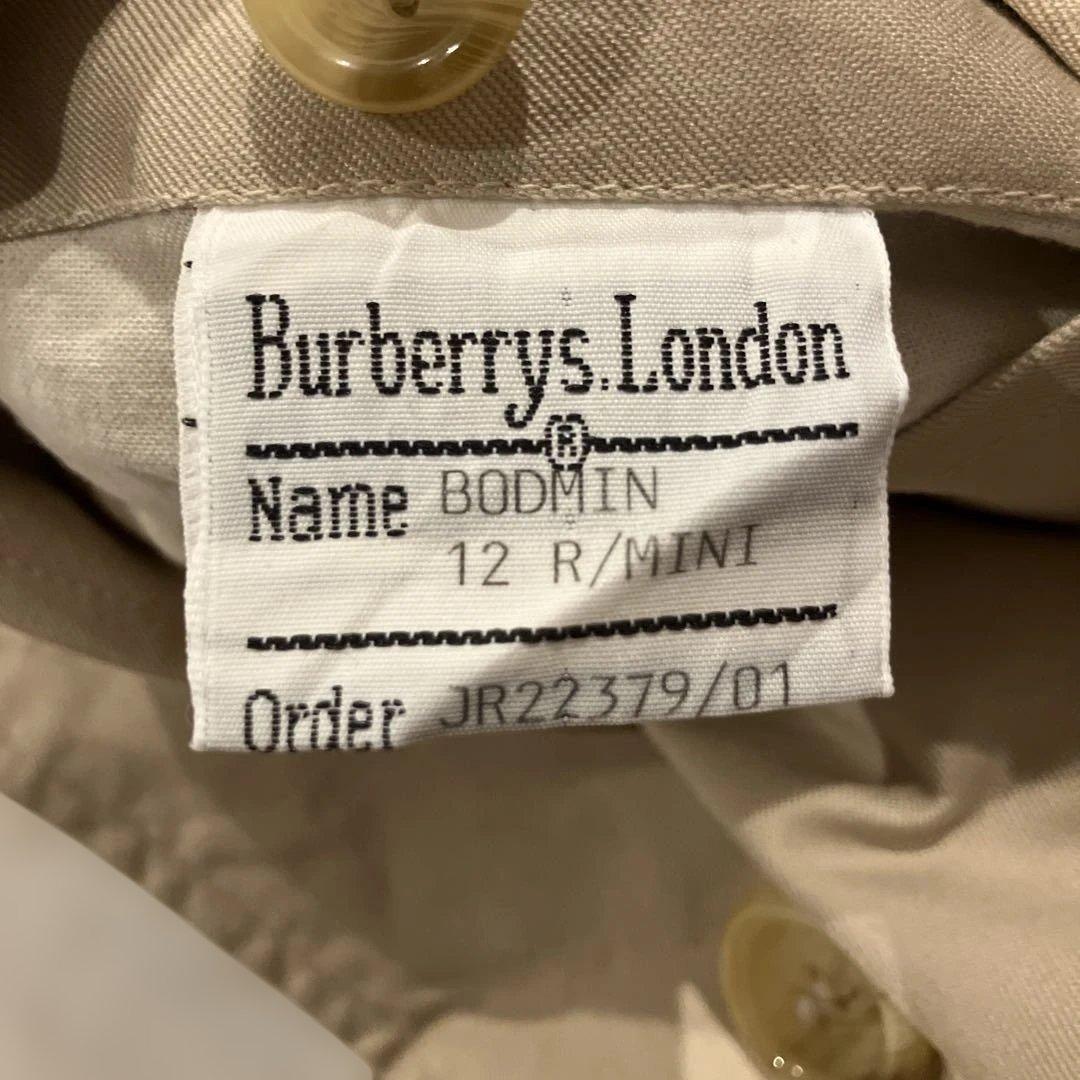 Burberrys.London
®
Name BODMIN
12 R/MINI
Order JR22379/01